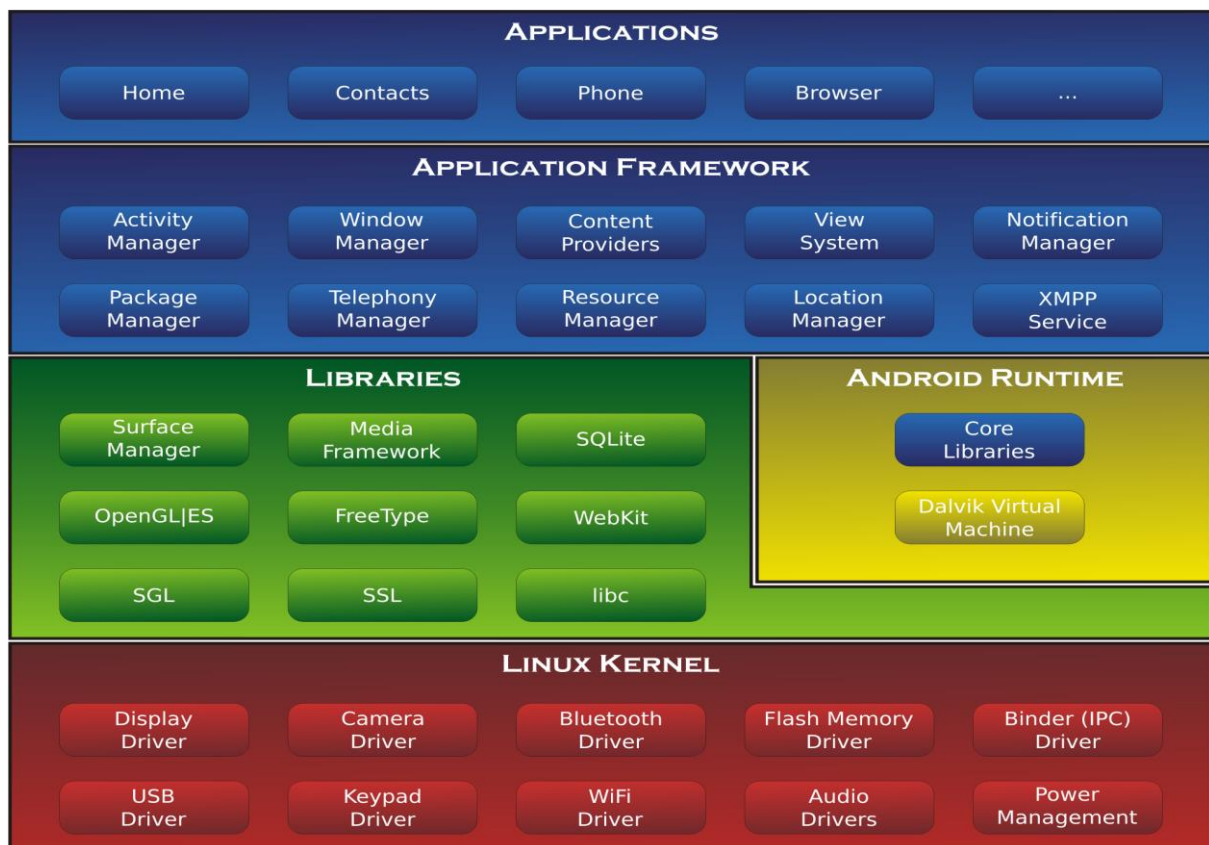 APPLICATIONS
Home
Contacts
Phone
Browser
...
APPLICATION FRAMEWORK
Activity
Manager
Window
Manager
Content
Providers
View
System
Notification
Manager
Package
Manager
Telephony
Manager
Resource
Manager
Location
Manager
XMPP
Service
LIBRARIES
Surface
Manager
Media
Framework
SQLite
OpenGL|ES
FreeType
WebKit
SGL
SSL
libc
ANDROID RUNTIME
Core
Libraries
Dalvik Virtual
Machine
LINUX KERNEL
Display
Driver
Camera
Driver
Bluetooth
Driver
Flash Memory
Driver
Binder (IPC)
Driver
USB
Driver
Keypad
Driver
WiFi
Driver
Audio
Drivers
Power
Management